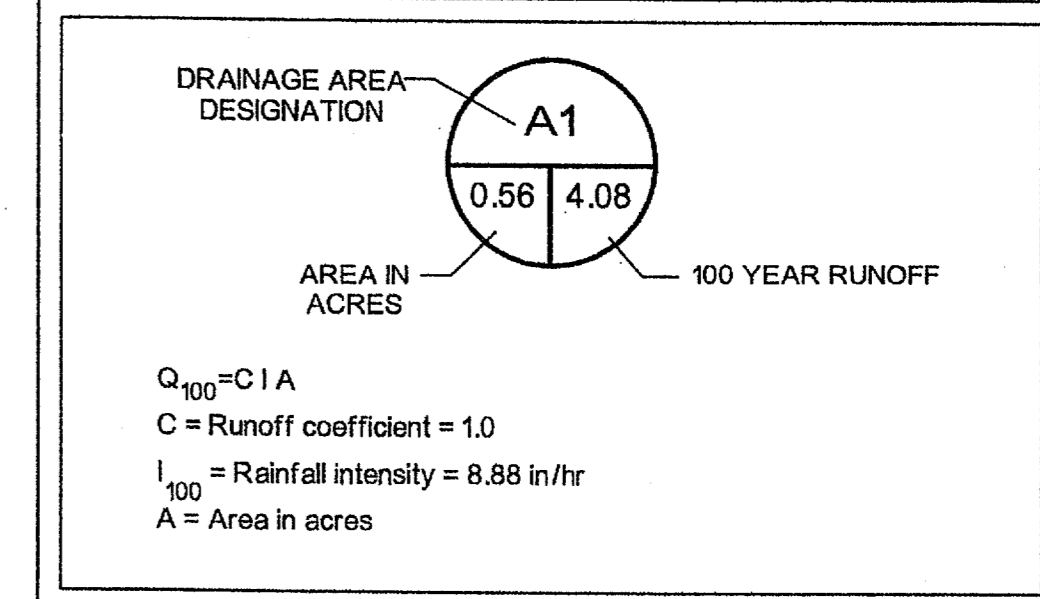 DRAINAGE AREA
DESIGNATION
A1
0.56 4.08
AREA IN
ACRES
100 YEAR RUNOFF
Q100=C I A
C = Runoff coefficient = 1.0
I100 = Rainfall intensity = 8.88 in/hr
A = Area in acres